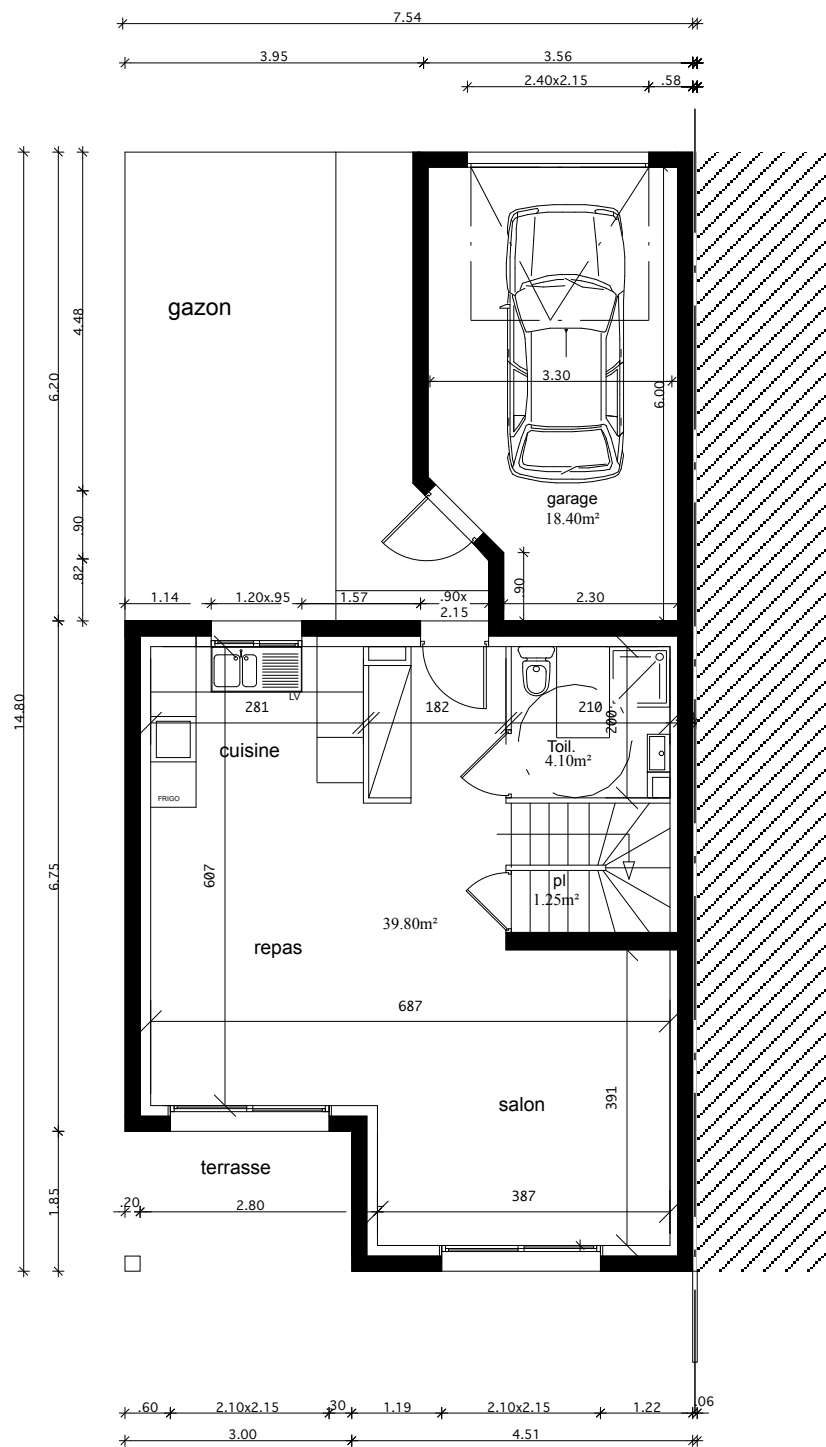 7.54
3.95
3.56
2.40x2.15
.58
gazon
4.48
6.20
3.30
6.00
garage
18.40m²
.90
.82
.90
1.14
1.20x.95
1.57
.90x
2.15
2.30
14.80
LV
281
182
210
200
cuisine
Toil.
4.10m²
FRIGO
6.75
607
pl
1.25m²
39.80m²
repas
687
salon
391
terrasse
1.85
.20
2.80
387
.60
2.10x2.15
.30
1.19
2.10x2.15
1.22
.06
3.00
4.51